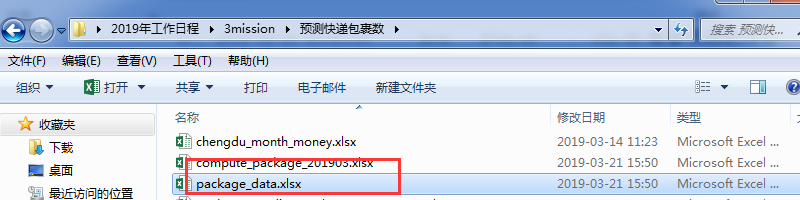 2019年工作日程 ▸ 3mission ▸ 预测快递包裹数 ▸
搜索 预测快...
文件(F) 编辑(E) 查看(V) 工具(T) 帮助(H)
组织 打开 共享 打印 电子邮件 新建文件夹
收藏夹
下载
桌面
最近访问的位置
名称 修改日期 类型
chengdu_month_money.xlsx 2019-03-14 11:23 Microsoft Excel ...
compute_package_201903.xlsx 2019-03-21 15:50 Microsoft Excel ...
package_data.xlsx 2019-03-21 15:50 Microsoft Excel ...